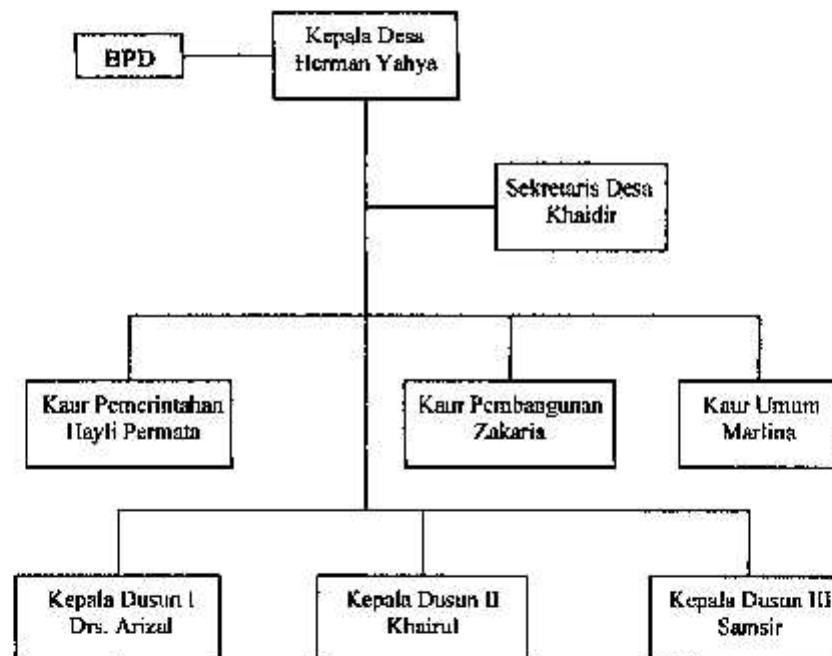 Kepala Desa
Herman Yahya
BPD
Sekretaris Desa
Khaidir
Kaur Pemerintahan
Hayli Permata
Kaur Pembangunan
Zakaria
Kaur Umum
Martina
Kepala Dusun I
Drs. Arizal
Kepala Dusun II
Khairul
Kepala Dusun III
Samsir